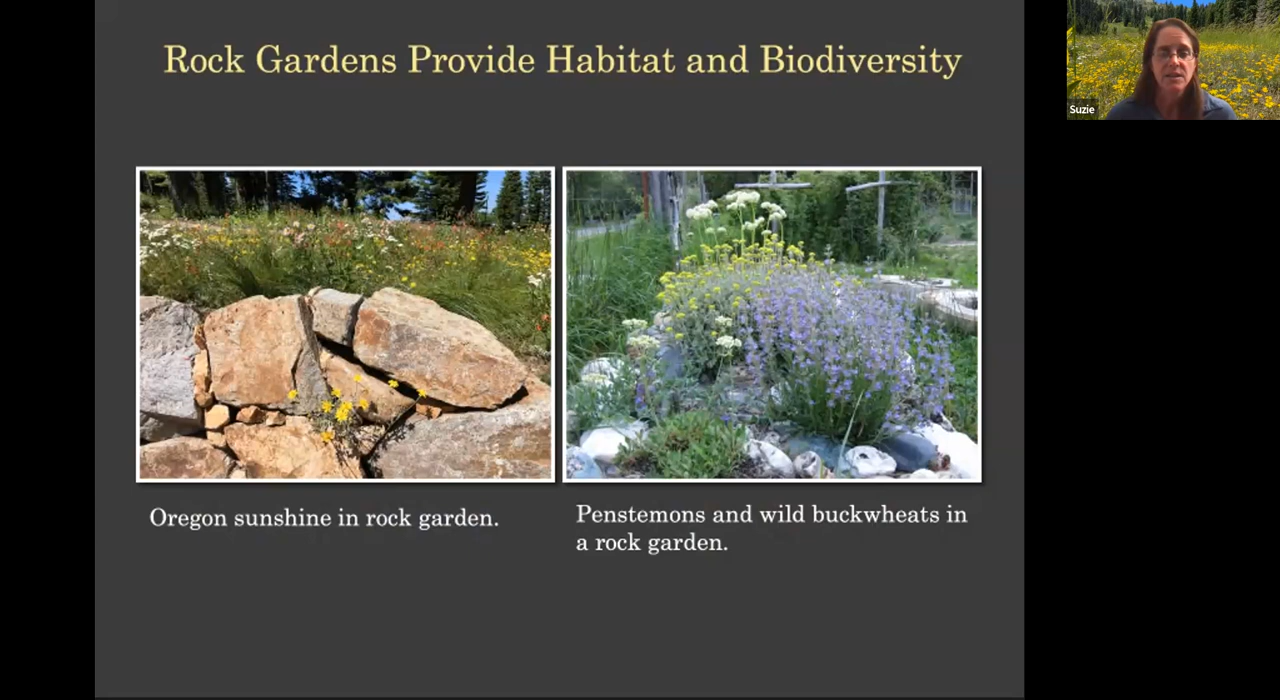 Rock Gardens Provide Habitat and Biodiversity
Suzie
Oregon sunshine in rock garden.
Penstemons and wild buckwheats in
a rock garden.